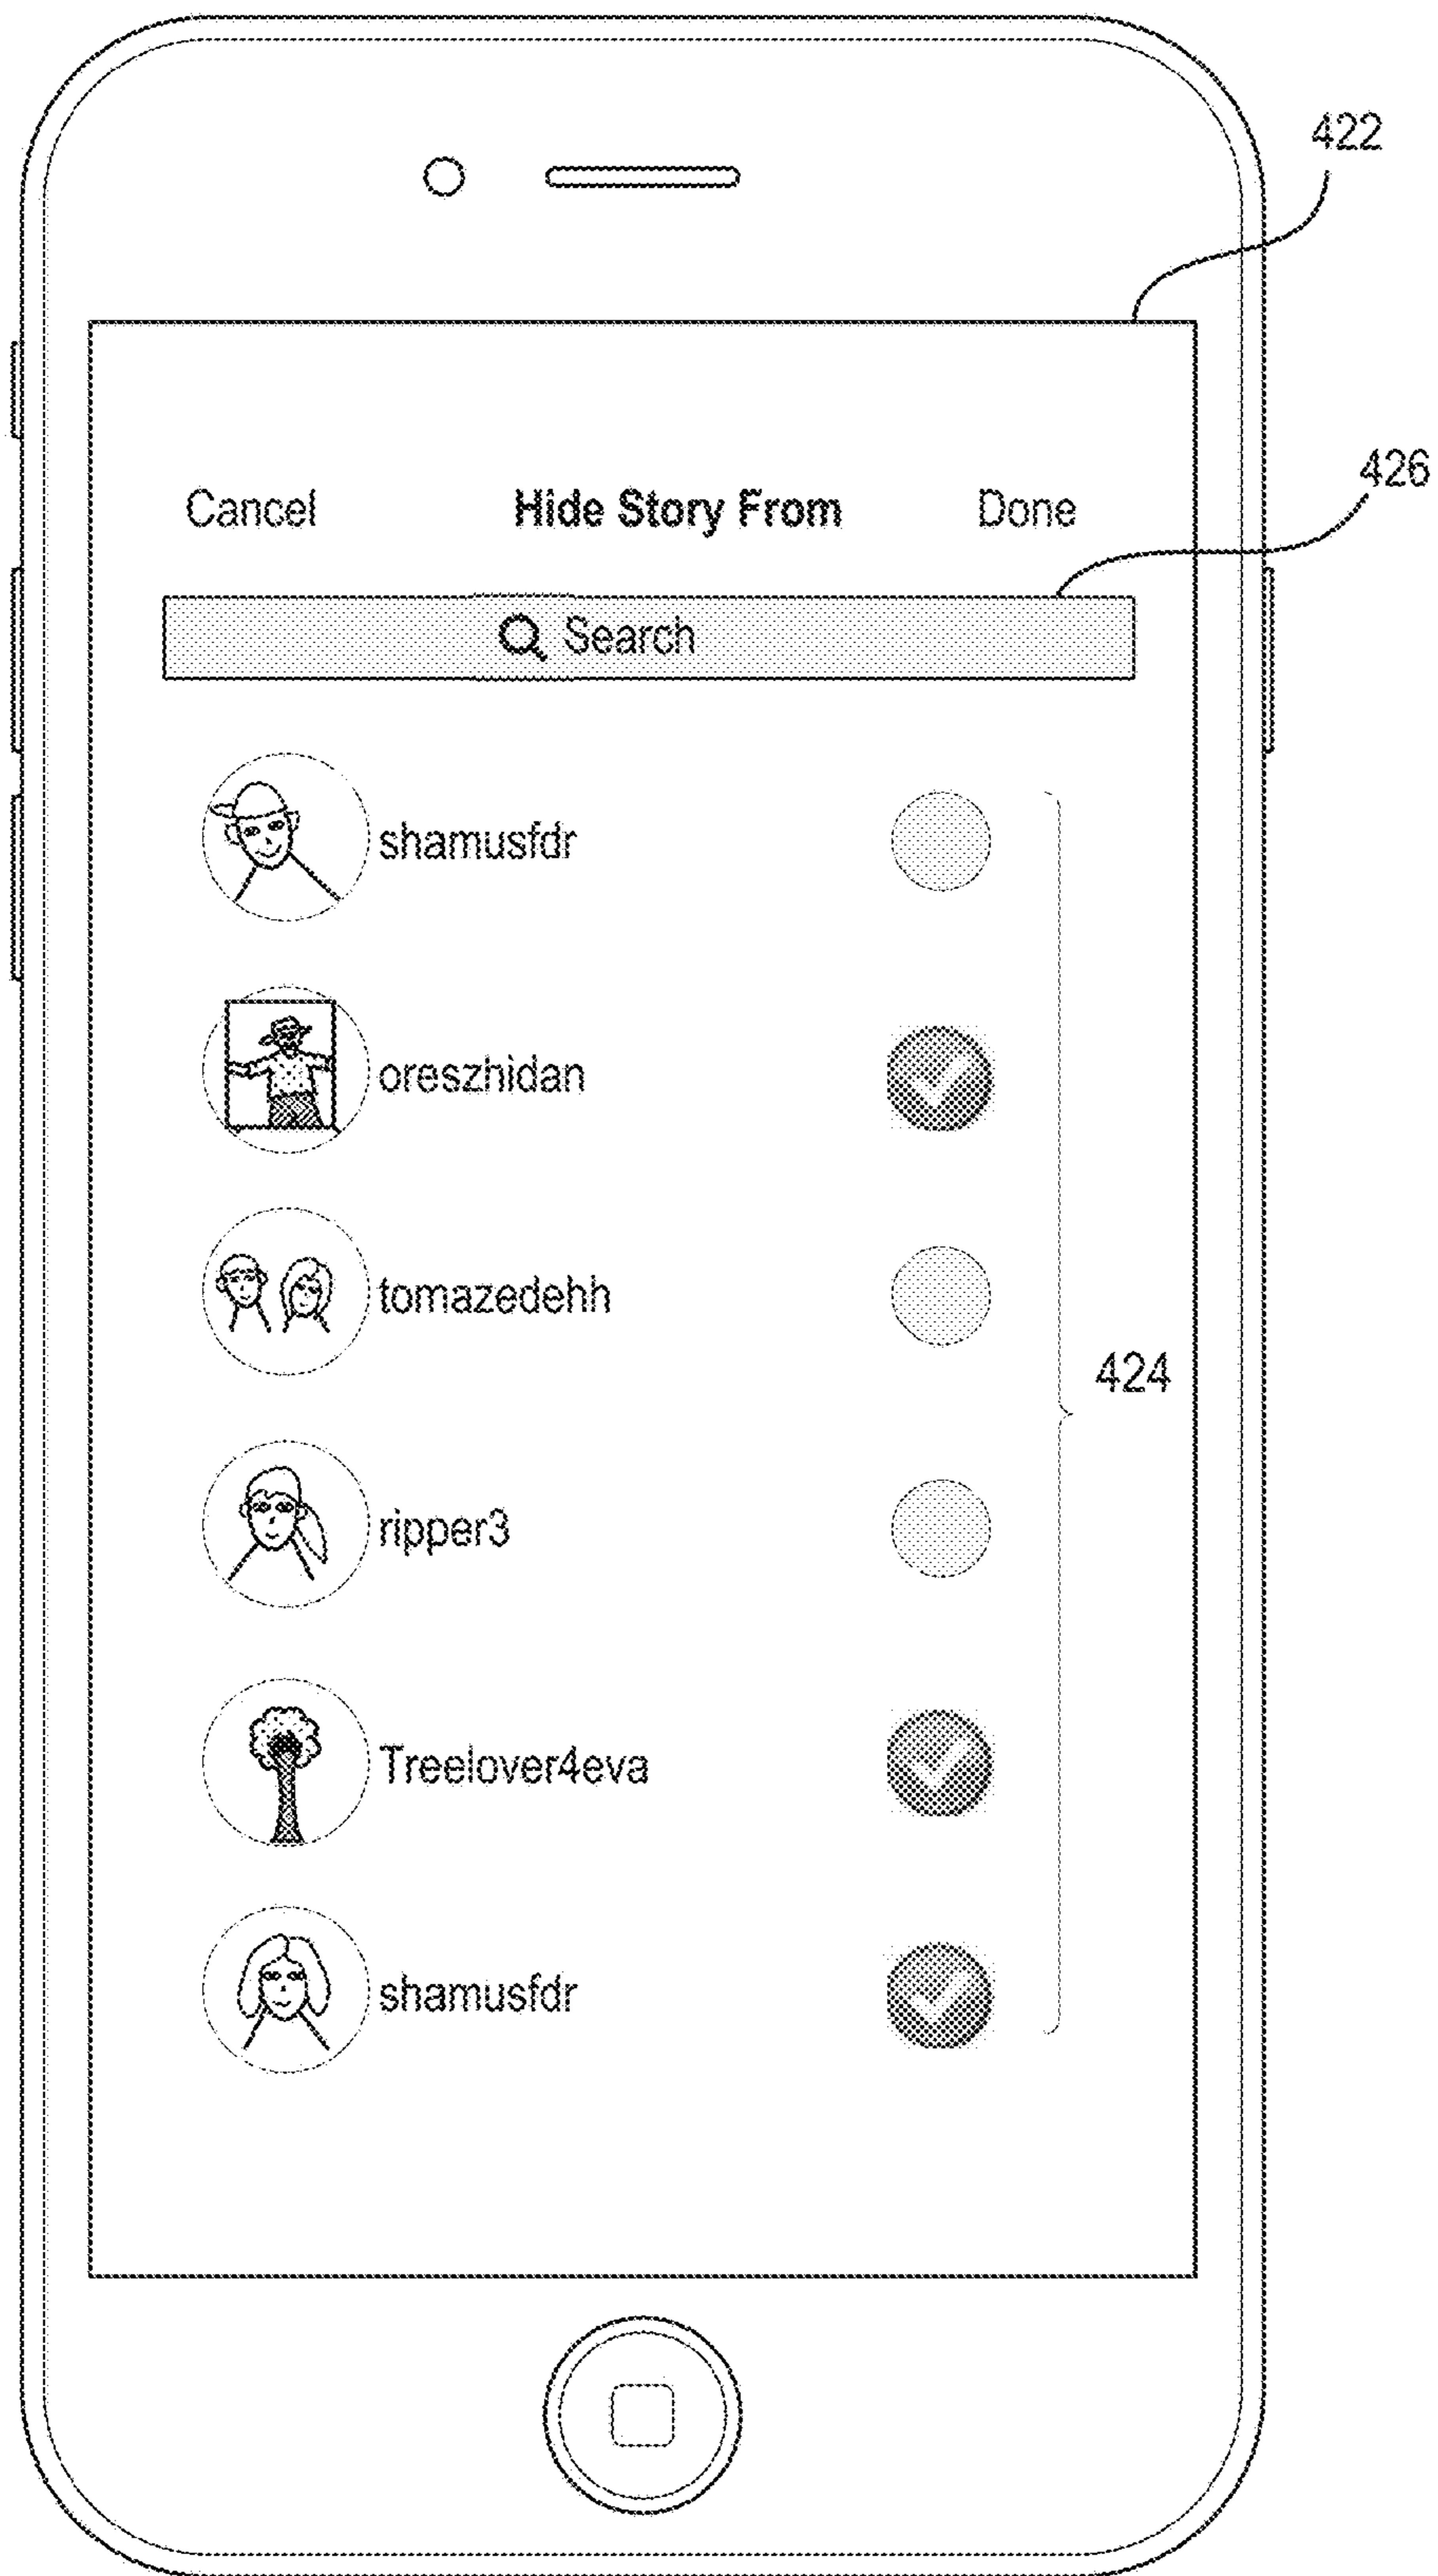 422
426
Cancel Hide Story From Done
Search
shamusfdr
oreszhidan
tomazedehh
424
ripper3
Treelover4eva
shamusfdr